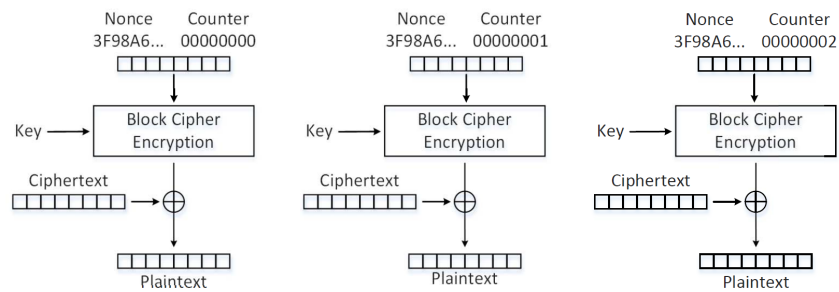 Nonce Counter
3F98A6... 00000000
Key
Block Cipher
Encryption
Ciphertext
Plaintext
Nonce Counter
3F98A6... 00000001
Key
Block Cipher
Encryption
Ciphertext
Plaintext
Nonce Counter
3F98A6... 00000002
Key
Block Cipher
Encryption
Ciphertext
Plaintext